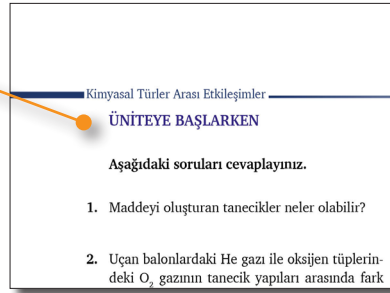 Kimyasal Türler Arası Etkileşimler
ÜNİTEYE BAŞLARKEN
Aşağıdaki soruları cevaplayınız.
1. Maddeyi oluşturan tanecikler neler olabilir?
2. Uçan balonlardaki He gazı ile oksijen tüplerin-
deki O₂ gazının tanecik yapıları arasında fark